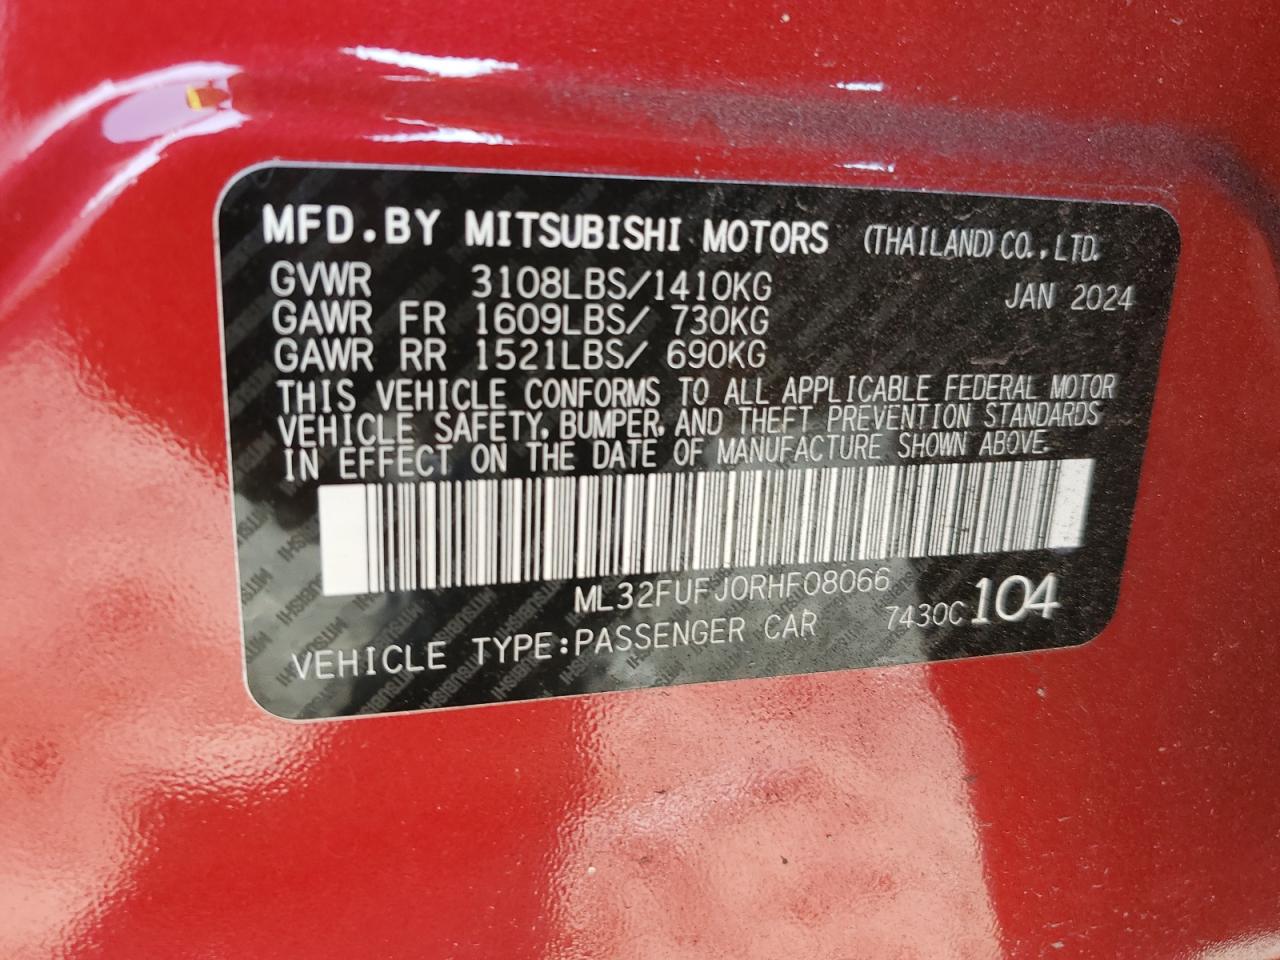 MFD.BY MITSUBISHI MOTORS (THAILAND)CO.,LTD.
GVWR 3108LBS/1410KG JAN 2024
GAWR FR 1609LBS/ 730KG
GAWR RR 1521LBS/ 690KG
THIS VEHICLE CONFORMS TO ALL APPLICABLE FEDERAL MOTOR
VEHICLE SAFETY, BUMPER, AND THEFT PREVENTION STANDARDS
IN EFFECT ON THE DATE OF MANUFACTURE SHOWN ABOVE.
ML32FUFJ0RHF08066
VEHICLE TYPE:PASSENGER CAR 7430C 104